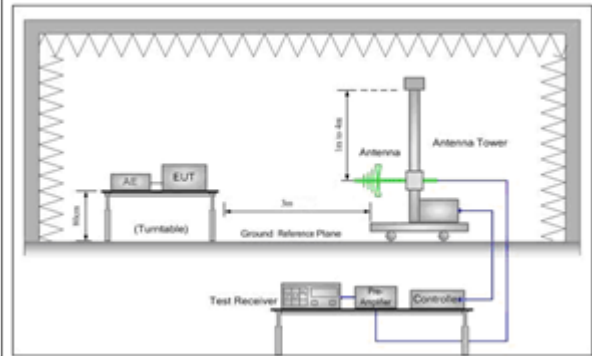 1m to 4m
Antenna
Antenna Tower
AE
EUT
80cm
3m
(Turntable)
Ground Reference Plane
Test Receiver
Pre-
Amplifier
Controller